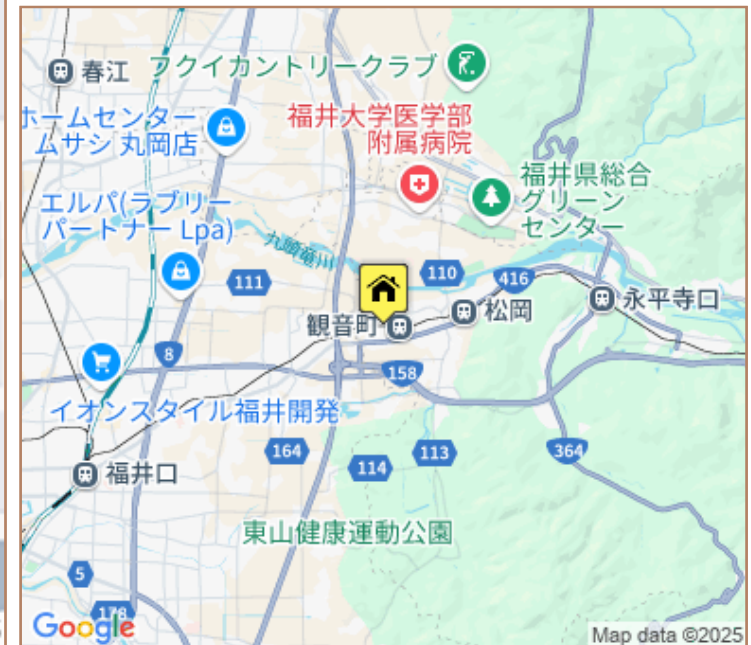 春江
フクイカントリークラブ
ホームセンター
ムサシ 丸岡店
福井大学医学部
附属病院
福井県総合
グリーン
センター
エルパ(ラブリー
パートナー Lpa)
九頭竜川
111
110
416
観音町
松岡
永平寺口
8
158
イオンスタイル福井開発
164
114
113
364
福井口
東山健康運動公園
5
178
Google
Map data ©2025